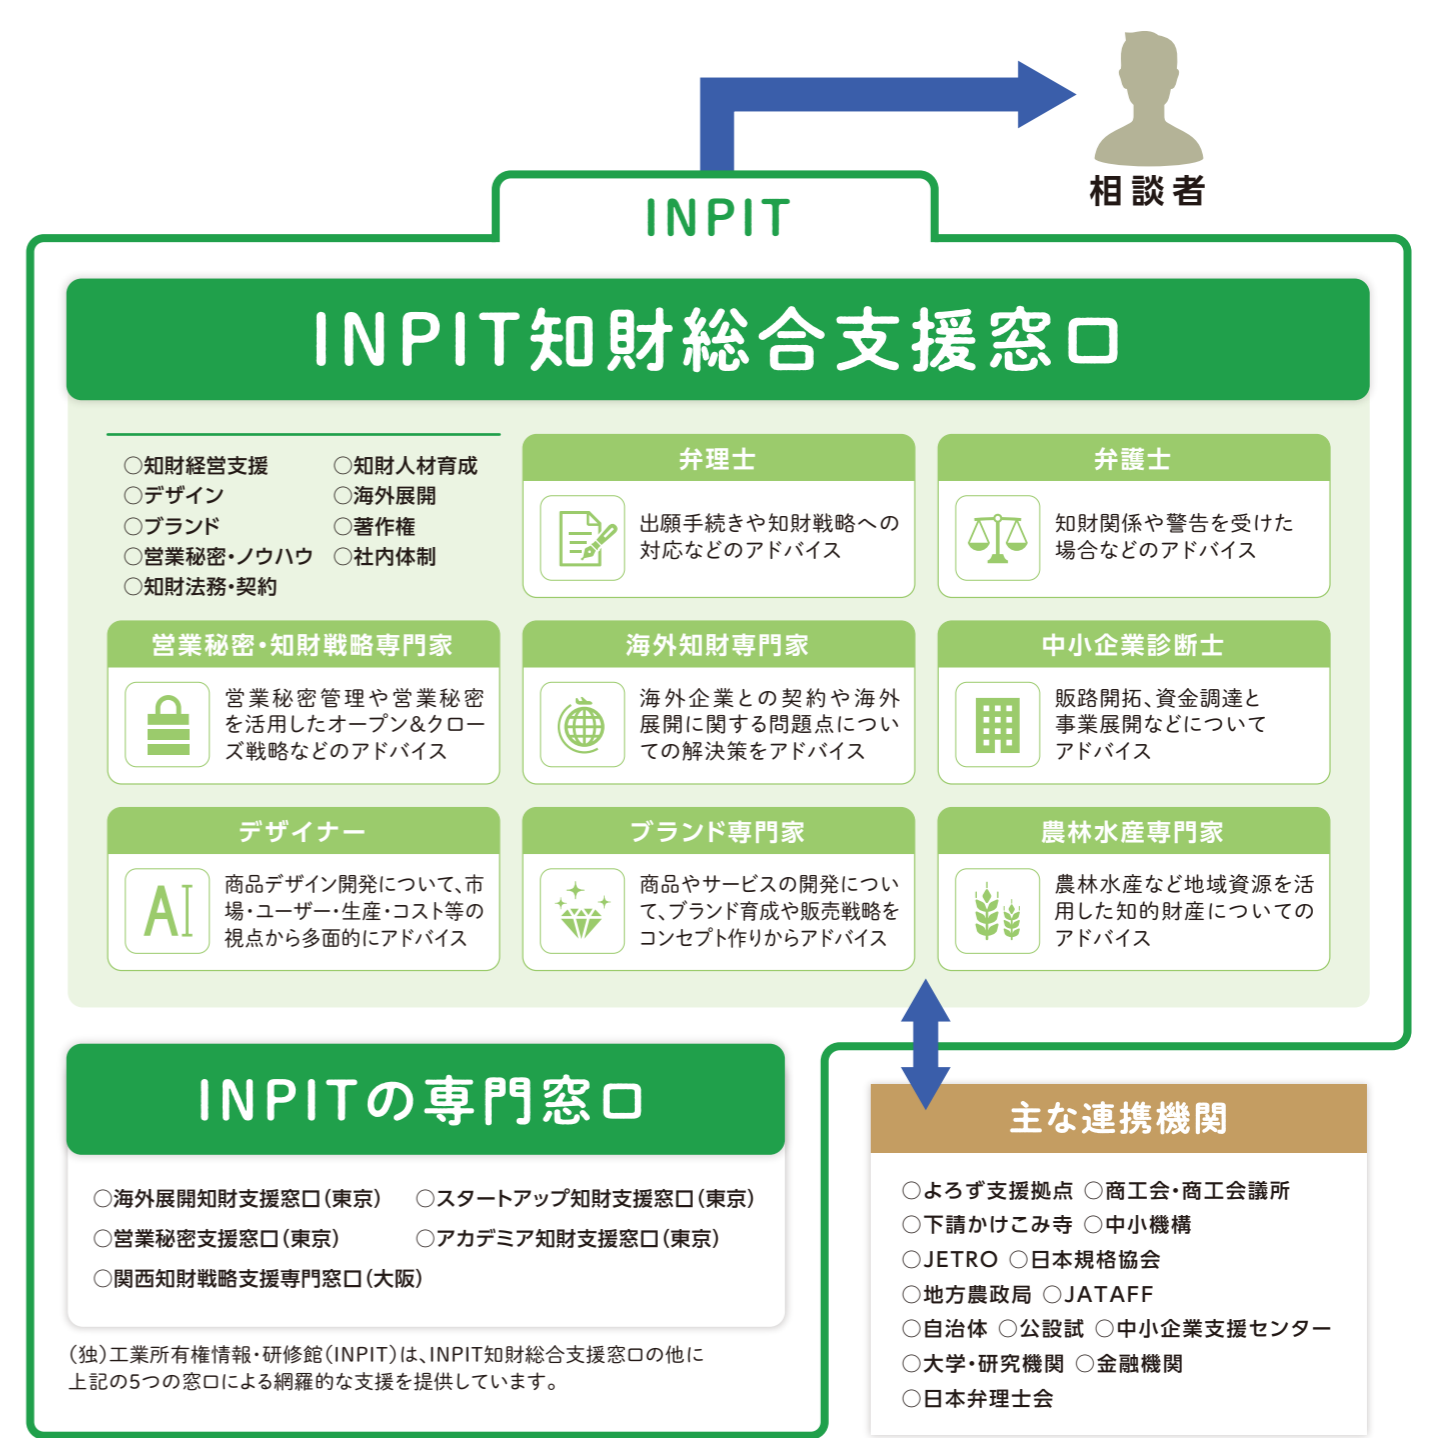 相談者
INPIT
INPIT知財総合支援窓口
○知財経営支援
○デザイン
○ブランド
○営業秘密・ノウハウ
○知財法務・契約
○知財人材育成
○海外展開
○著作権
○社内体制
弁理士
出願手続きや知財戦略への
対応などのアドバイス
弁護士
知財関係や警告を受けた
場合などのアドバイス
営業秘密・知財戦略専門家
営業秘密管理や営業秘密
を活用したオープン&クロー
ズ戦略などのアドバイス
海外知財専門家
海外企業との契約や海外
展開に関する問題点につい
ての解決策をアドバイス
中小企業診断士
販路開拓、資金調達と
事業展開などについて
アドバイス
デザイナー
商品デザイン開発について、市
場・ユーザー・生産・コスト等の
視点から多面的にアドバイス
ブランド専門家
商品やサービスの開発につい
て、ブランド育成や販売戦略を
コンセプト作りからアドバイス
農林水産専門家
農林水産など地域資源を活
用した知的財産についての
アドバイス
INPITの専門窓口
○海外展開知財支援窓口(東京) ○スタートアップ知財支援窓口(東京)
○営業秘密支援窓口(東京) ○アカデミア知財支援窓口(東京)
○関西知財戦略支援専門窓口(大阪)
(独)工業所有権情報・研修館(INPIT)は、INPIT知財総合支援窓口の他に
上記の5つの窓口による網羅的な支援を提供しています。
主な連携機関
○よろず支援拠点 ○商工会・商工会議所
○下請かけこみ寺 ○中小機構
○JETRO ○日本規格協会
○地方農政局 ○JATAFF
○自治体 ○公設試 ○中小企業支援センター
○大学・研究機関 ○金融機関
○日本弁理士会